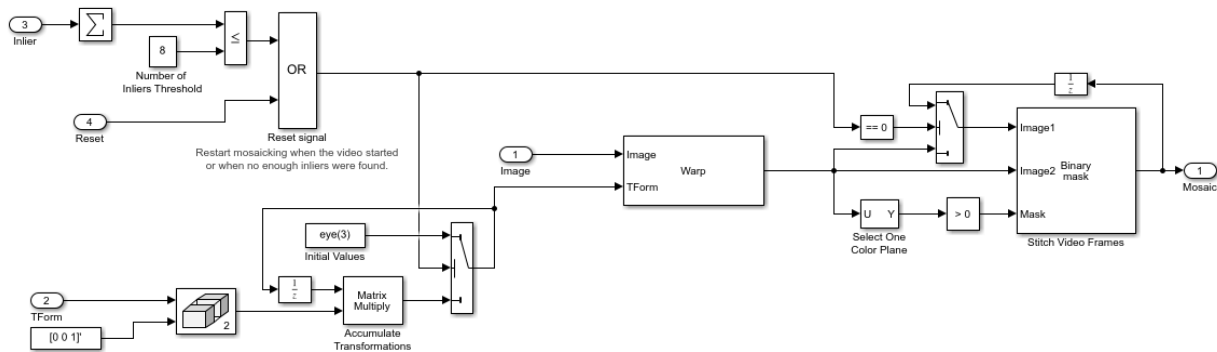 3
Inlier
∑
8
Number of
Inliers Threshold
≤
OR
4
Reset
Reset signal
Restart mosaicking when the video started
or when no enough inliers were found.
1
Image
Image
TForm
Warp
== 0
1
z
Image1
Image2
Mask
Binary
mask
Stitch Video Frames
1
Mosaic
U Y
Select One
Color Plane
> 0
eye(3)
Initial Values
1
z
Matrix
Multiply
Accumulate
Transformations
2
TForm
[0 0 1]'
2